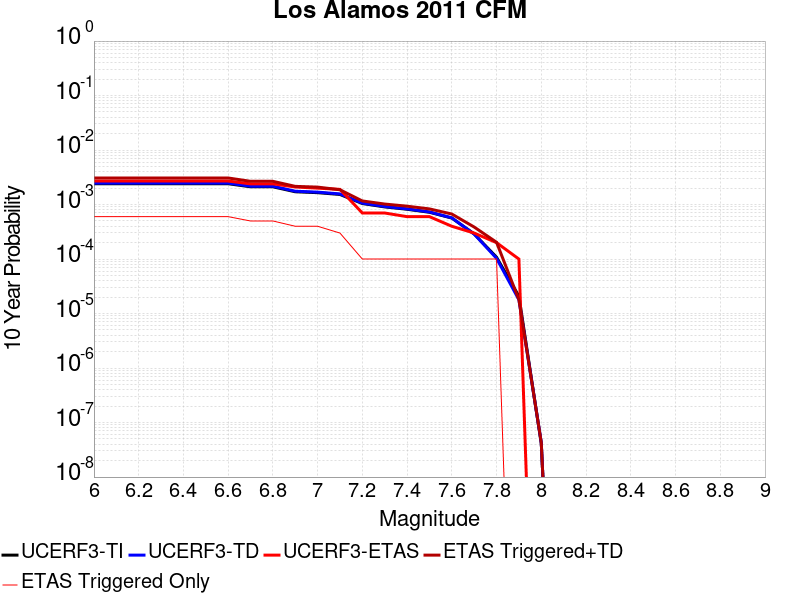 Los Alamos 2011 CFM
10^0
10^-1
10^-2
10^-3
10^-4
10^-5
10^-6
10^-7
10^-8
10 Year Probability
6 6.2 6.4 6.6 6.8 7 7.2 7.4 7.6 7.8 8 8.2 8.4 8.6 8.8 9
Magnitude
UCERF3-TI UCERF3-TD UCERF3-ETAS ETAS Triggered+TD
ETAS Triggered Only